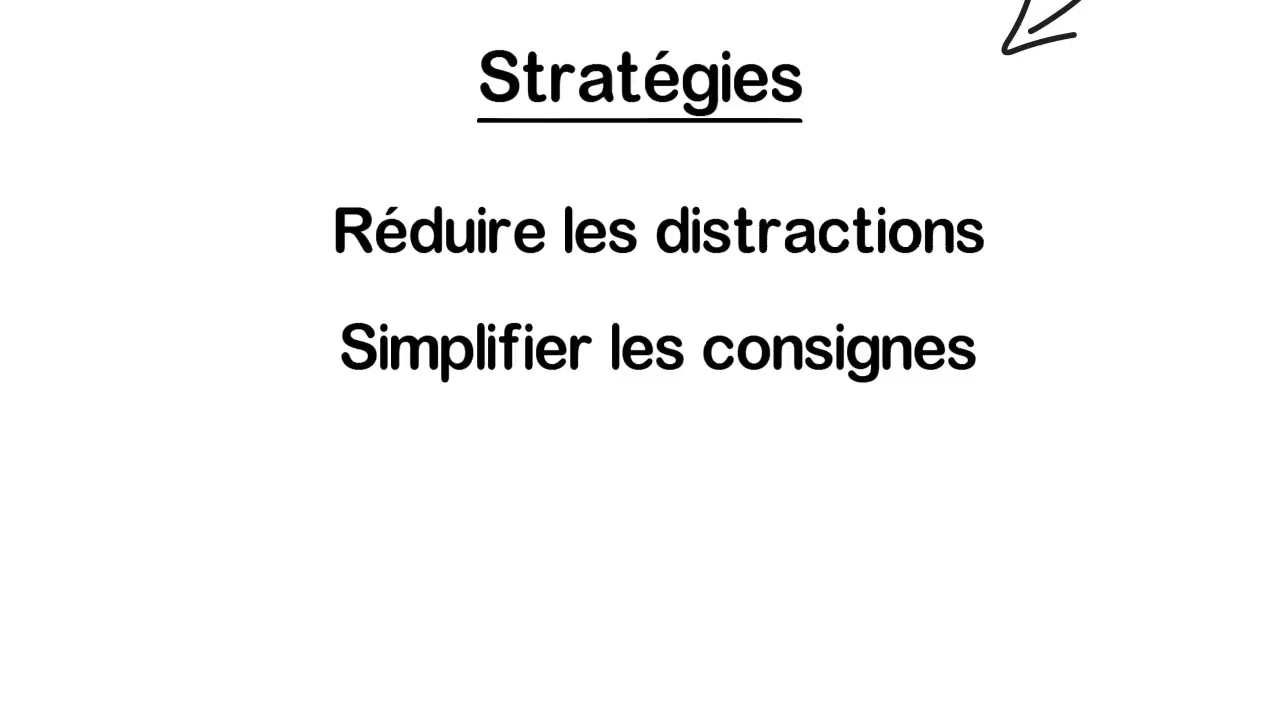 Stratégies
Réduire les distractions
Simplifier les consignes